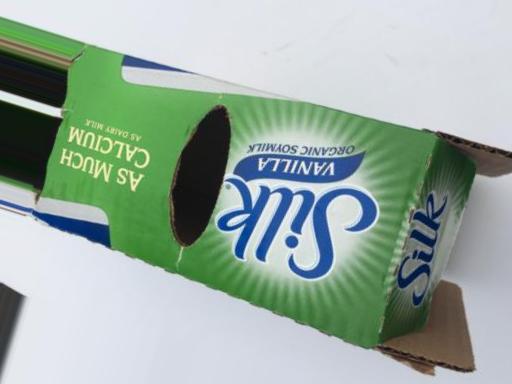 Silk
VANILLA
ORGANIC SOYMILK
AS MUCH
CALCIUM
AS DAIRY MILK
Silk